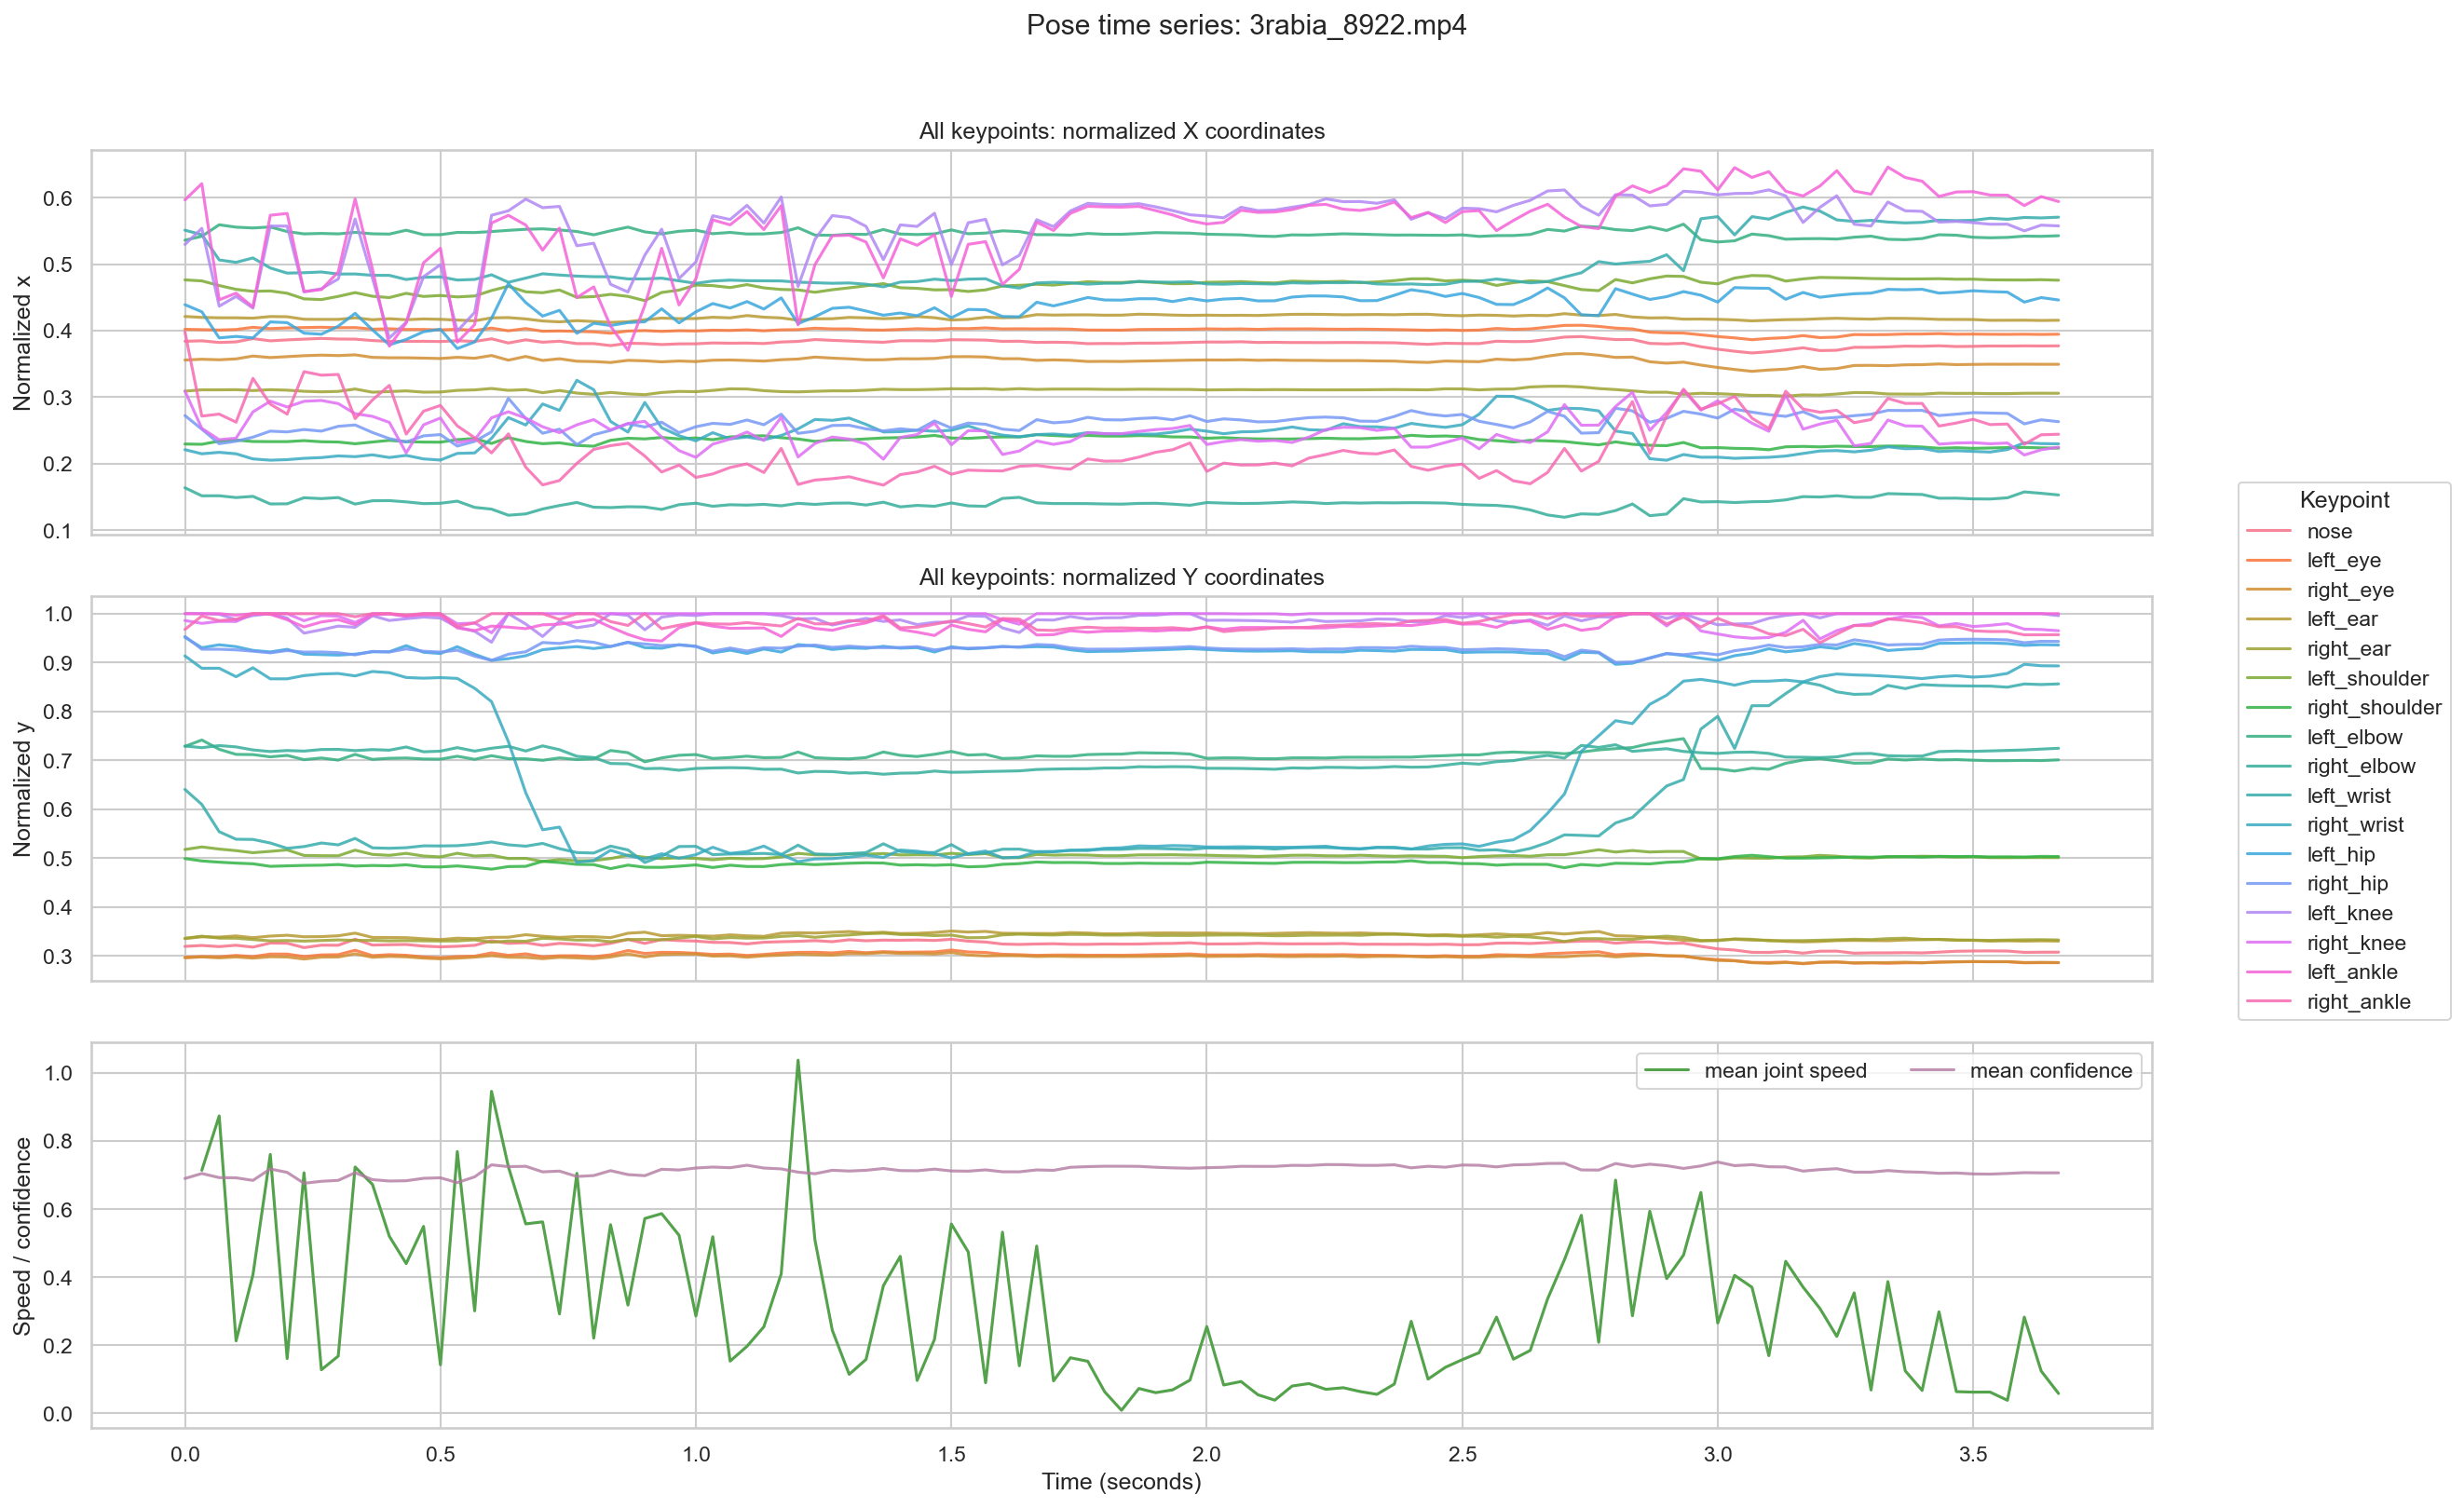 Pose time series: 3rabia_8922.mp4
All keypoints: normalized X coordinates
Normalized x
0.6
0.5
0.4
0.3
0.2
0.1
All keypoints: normalized Y coordinates
Normalized y
1.0
0.9
0.8
0.7
0.6
0.5
0.4
0.3
Keypoint
nose
left_eye
right_eye
left_ear
right_ear
left_shoulder
right_shoulder
left_elbow
right_elbow
left_wrist
right_wrist
left_hip
right_hip
left_knee
right_knee
left_ankle
right_ankle
mean joint speed mean confidence
Speed / confidence
1.0
0.8
0.6
0.4
0.2
0.0
0.0 0.5 1.0 1.5 2.0 2.5 3.0 3.5
Time (seconds)